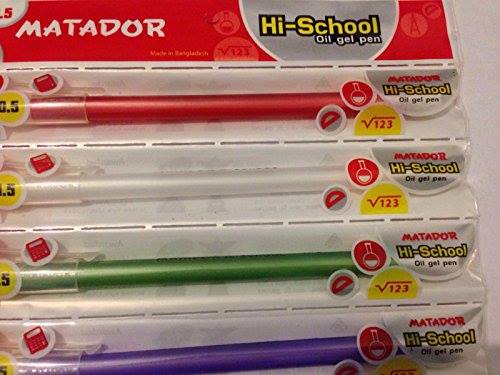 .5
MATADOR
Hi-School
Oil gel pen
Made in Bangladesh
√123
MATADOR
Hi-School
Oil gel pen
0.5
√123
MATADOR
Hi-School
Oil gel pen
.5
√123
MATADOR
Hi-School
Oil gel pen
.5
√123
MATADOR
Hi-School
Oil gel pen
.5